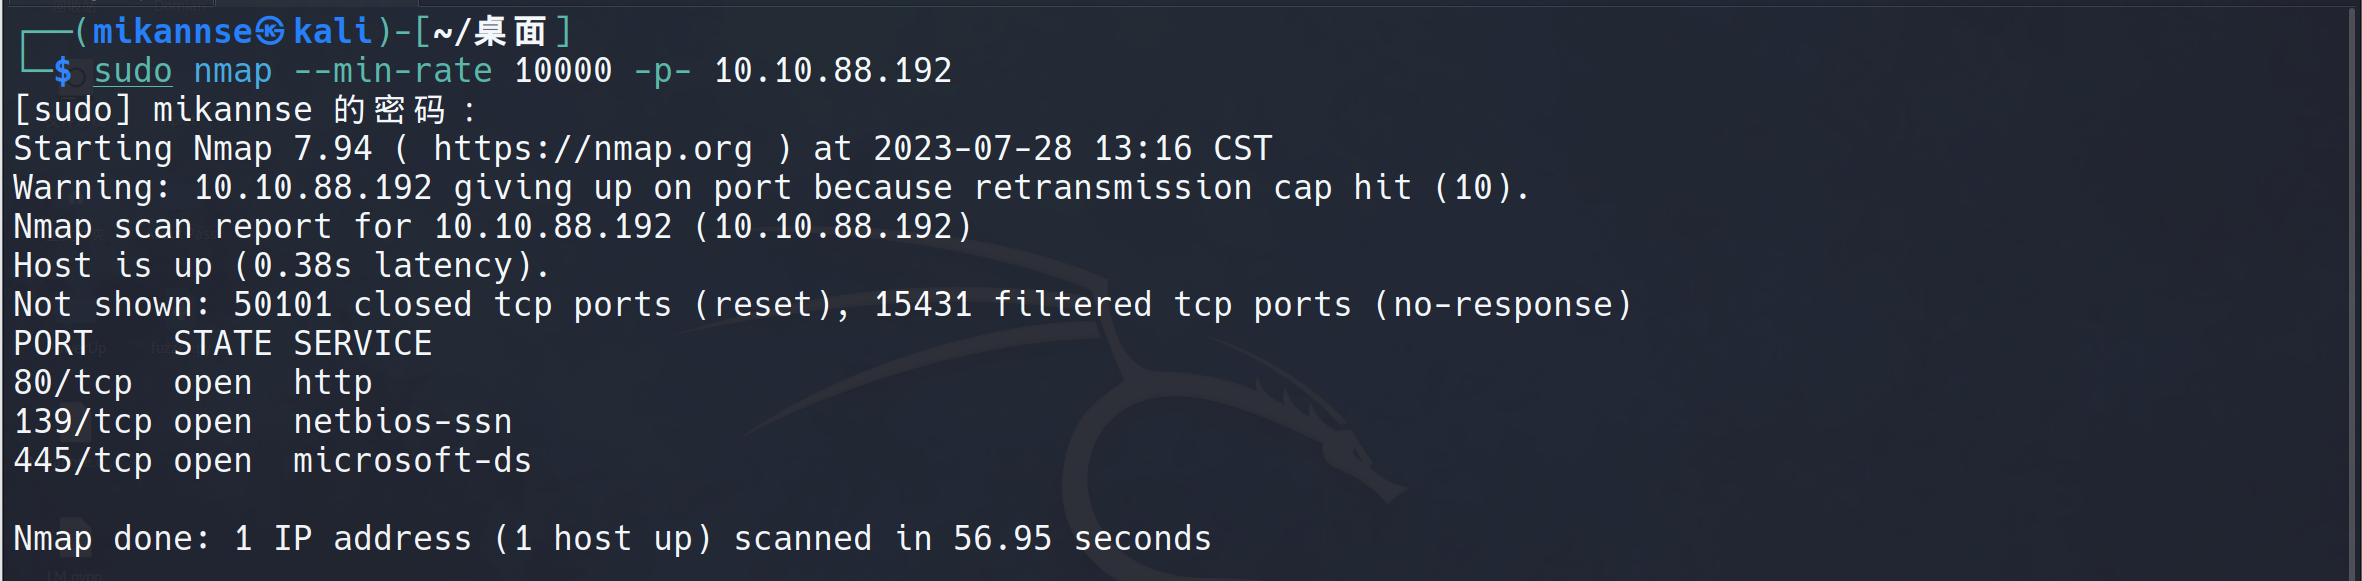 ┌──(mikannse㉿kali)-[~/桌面]
└─$ sudo nmap --min-rate 10000 -p- 10.10.88.192
[sudo] mikannse 的密码：
Starting Nmap 7.94 ( https://nmap.org ) at 2023-07-28 13:16 CST
Warning: 10.10.88.192 giving up on port because retransmission cap hit (10).
Nmap scan report for 10.10.88.192 (10.10.88.192)
Host is up (0.38s latency).
Not shown: 50101 closed tcp ports (reset), 15431 filtered tcp ports (no-response)
PORT    STATE SERVICE
80/tcp  open  http
139/tcp open  netbios-ssn
445/tcp open  microsoft-ds
Nmap done: 1 IP address (1 host up) scanned in 56.95 seconds